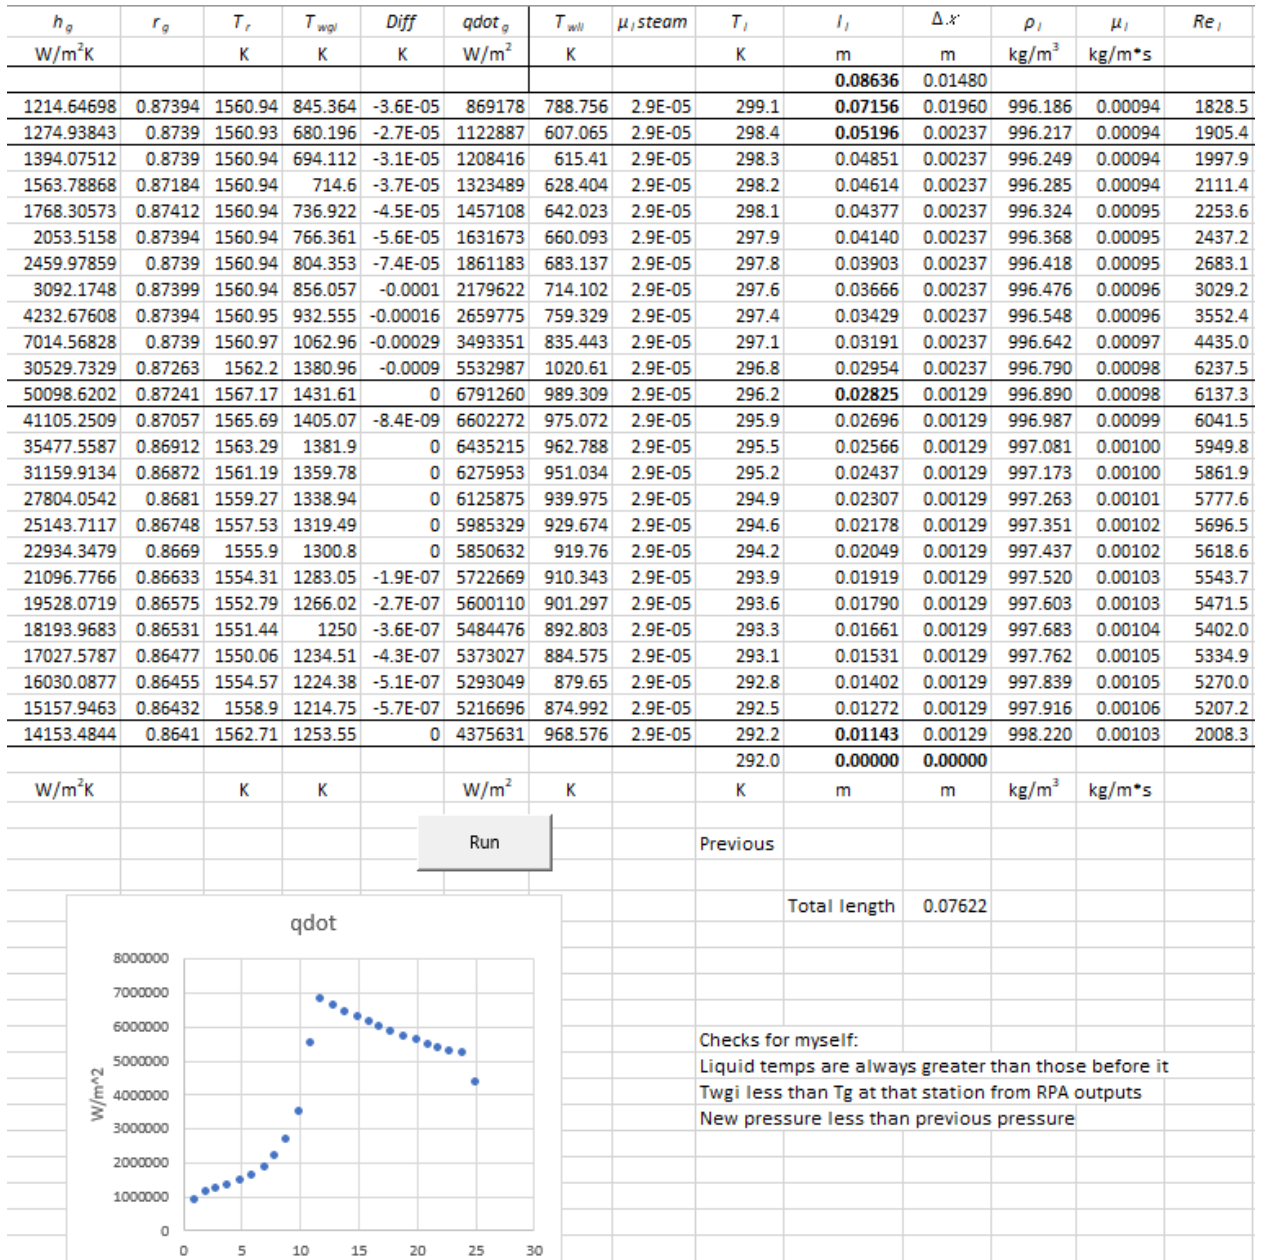 h g r g T r T wgi Diff qdot g T wli μ l steam T l l l Δx ρ l μ l Re l
W/m²K K K K W/m² K K m m kg/m³ kg/m*s
0.08636 0.01480
1214.64698 0.87394 1560.94 845.364 -3.6E-05 869178 788.756 2.9E-05 299.1 0.07156 0.01960 996.186 0.00094 1828.5
1274.93843 0.8739 1560.93 680.196 -2.7E-05 1122887 607.065 2.9E-05 298.4 0.05196 0.00237 996.217 0.00094 1905.4
1394.07512 0.8739 1560.94 694.112 -3.1E-05 1208416 615.41 2.9E-05 298.3 0.04851 0.00237 996.249 0.00094 1997.9
1563.78868 0.87184 1560.94 714.6 -3.7E-05 1323489 628.404 2.9E-05 298.2 0.04614 0.00237 996.285 0.00094 2111.4
1768.30573 0.87412 1560.94 736.922 -4.5E-05 1457108 642.023 2.9E-05 298.1 0.04377 0.00237 996.324 0.00095 2253.6
2053.5158 0.87394 1560.94 766.361 -5.6E-05 1631673 660.093 2.9E-05 297.9 0.04140 0.00237 996.368 0.00095 2437.2
2459.97859 0.8739 1560.94 804.353 -7.4E-05 1861183 683.137 2.9E-05 297.8 0.03903 0.00237 996.418 0.00095 2683.1
3092.1748 0.87399 1560.94 856.057 -0.0001 2179622 714.102 2.9E-05 297.6 0.03666 0.00237 996.476 0.00096 3029.2
4232.67608 0.87394 1560.95 932.555 -0.00016 2659775 759.329 2.9E-05 297.4 0.03429 0.00237 996.548 0.00096 3552.4
7014.56828 0.8739 1560.97 1062.96 -0.00029 3493351 835.443 2.9E-05 297.1 0.03191 0.00237 996.642 0.00097 4435.0
30529.7329 0.87263 1562.2 1380.96 -0.0009 5532987 1020.61 2.9E-05 296.8 0.02954 0.00237 996.790 0.00098 6237.5
50098.6202 0.87241 1567.17 1431.61 0 6791260 989.309 2.9E-05 296.2 0.02825 0.00129 996.890 0.00098 6137.3
41105.2509 0.87057 1565.69 1405.07 -8.4E-09 6602272 975.072 2.9E-05 295.9 0.02696 0.00129 996.987 0.00099 6041.5
35477.5587 0.86912 1563.29 1381.9 0 6435215 962.788 2.9E-05 295.5 0.02566 0.00129 997.081 0.00100 5949.8
31159.9134 0.86872 1561.19 1359.78 0 6275953 951.034 2.9E-05 295.2 0.02437 0.00129 997.173 0.00100 5861.9
27804.0542 0.8681 1559.27 1338.94 0 6125875 939.975 2.9E-05 294.9 0.02307 0.00129 997.263 0.00101 5777.6
25143.7117 0.86748 1557.53 1319.49 0 5985329 929.674 2.9E-05 294.6 0.02178 0.00129 997.351 0.00102 5696.5
22934.3479 0.8669 1555.9 1300.8 0 5850632 919.76 2.9E-05 294.2 0.02049 0.00129 997.437 0.00102 5618.6
21096.7766 0.86633 1554.31 1283.05 -1.9E-07 5722669 910.343 2.9E-05 293.9 0.01919 0.00129 997.520 0.00103 5543.7
19528.0719 0.86575 1552.79 1266.02 -2.7E-07 5600110 901.297 2.9E-05 293.6 0.01790 0.00129 997.603 0.00103 5471.5
18193.9683 0.86531 1551.44 1250 -3.6E-07 5484476 892.803 2.9E-05 293.3 0.01661 0.00129 997.683 0.00104 5402.0
17027.5787 0.86477 1550.06 1234.51 -4.3E-07 5373027 884.575 2.9E-05 293.1 0.01531 0.00129 997.762 0.00105 5334.9
16030.0877 0.86455 1554.57 1224.38 -5.1E-07 5293049 879.65 2.9E-05 292.8 0.01402 0.00129 997.839 0.00105 5270.0
15157.9463 0.86432 1558.9 1214.75 -5.7E-07 5216696 874.992 2.9E-05 292.5 0.01272 0.00129 997.916 0.00106 5207.2
14153.4844 0.8641 1562.71 1253.55 0 4375631 968.576 2.9E-05 292.2 0.01143 0.00129 998.220 0.00103 2008.3
292.0 0.00000 0.00000
W/m²K K K W/m² K K m m kg/m³ kg/m*s
Run
Previous
Total length 0.07622
qdot
8000000
7000000
6000000
5000000
4000000
3000000
2000000
1000000
0
W/m^2
0 5 10 15 20 25 30
Checks for myself:
Liquid temps are always greater than those before it
Twgi less than Tg at that station from RPA outputs
New pressure less than previous pressure